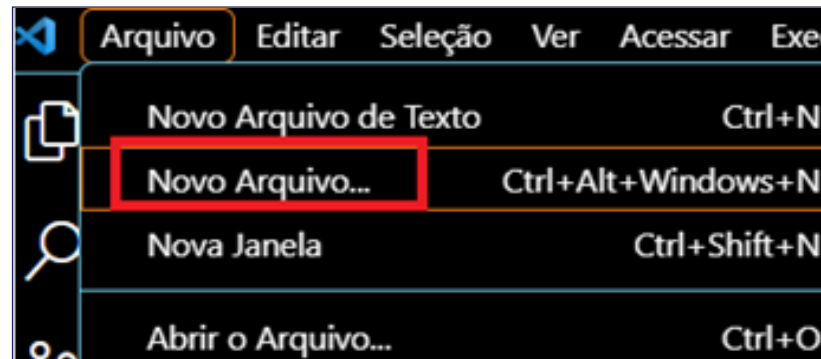 Arquivo Editar Seleção Ver Acessar
Novo Arquivo de Texto Ctrl+N
Novo Arquivo... Ctrl+Alt+Windows+N
Nova Janela Ctrl+Shift+N
Abrir o Arquivo... Ctrl+O